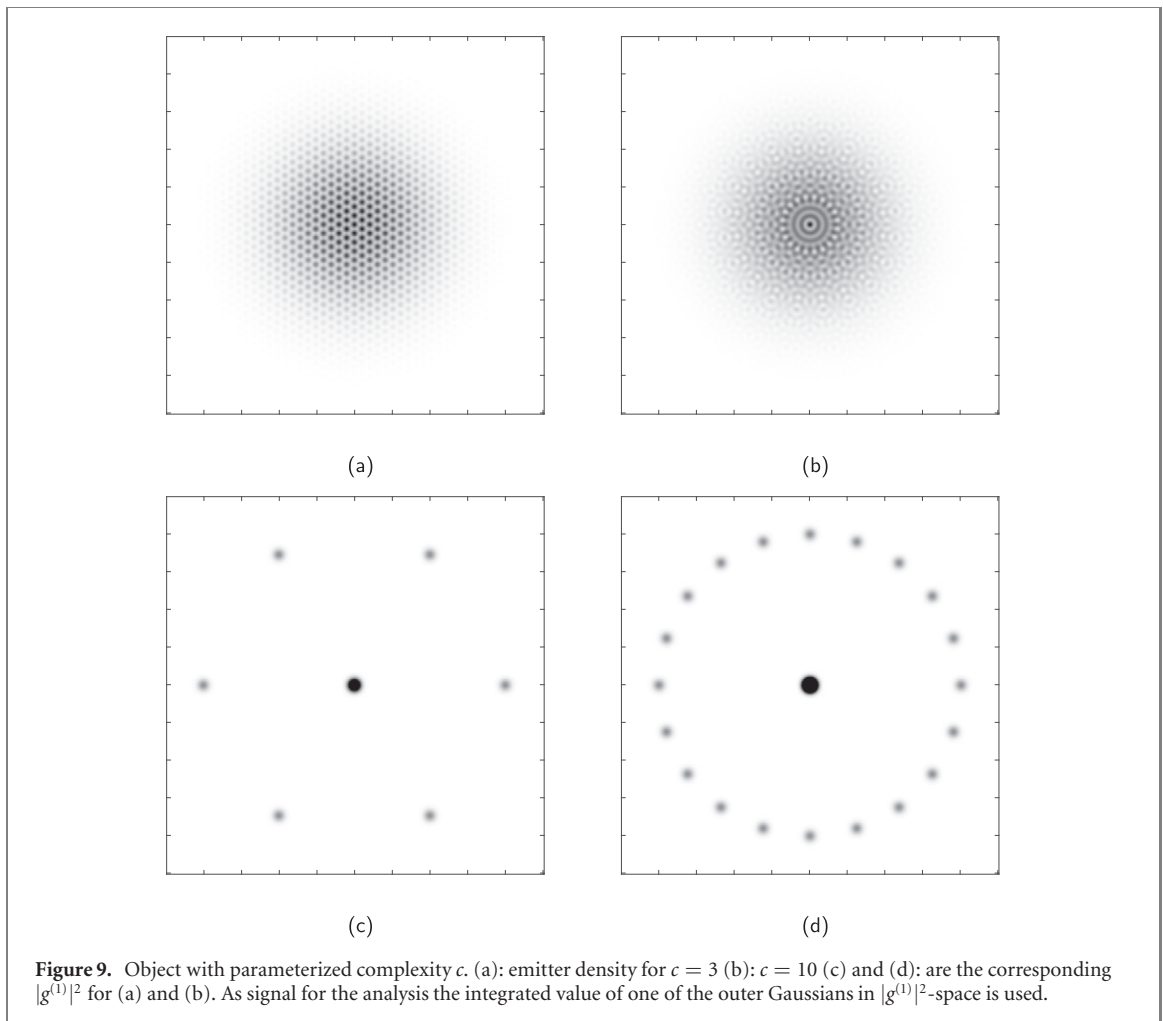 (a)
(b)
(c)
(d)
Figure 9. Object with parameterized complexity c. (a): emitter density for c = 3 (b): c = 10 (c) and (d): are the corresponding
|g⁽¹⁾|² for (a) and (b). As signal for the analysis the integrated value of one of the outer Gaussians in |g⁽¹⁾|²-space is used.